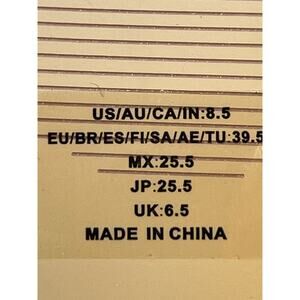 US/AU/CA/IN:8.5
EU/BR/ES/FI/SA/AE/TU:39.5
MX:25.5
JP:25.5
UK:6.5
MADE IN CHINA